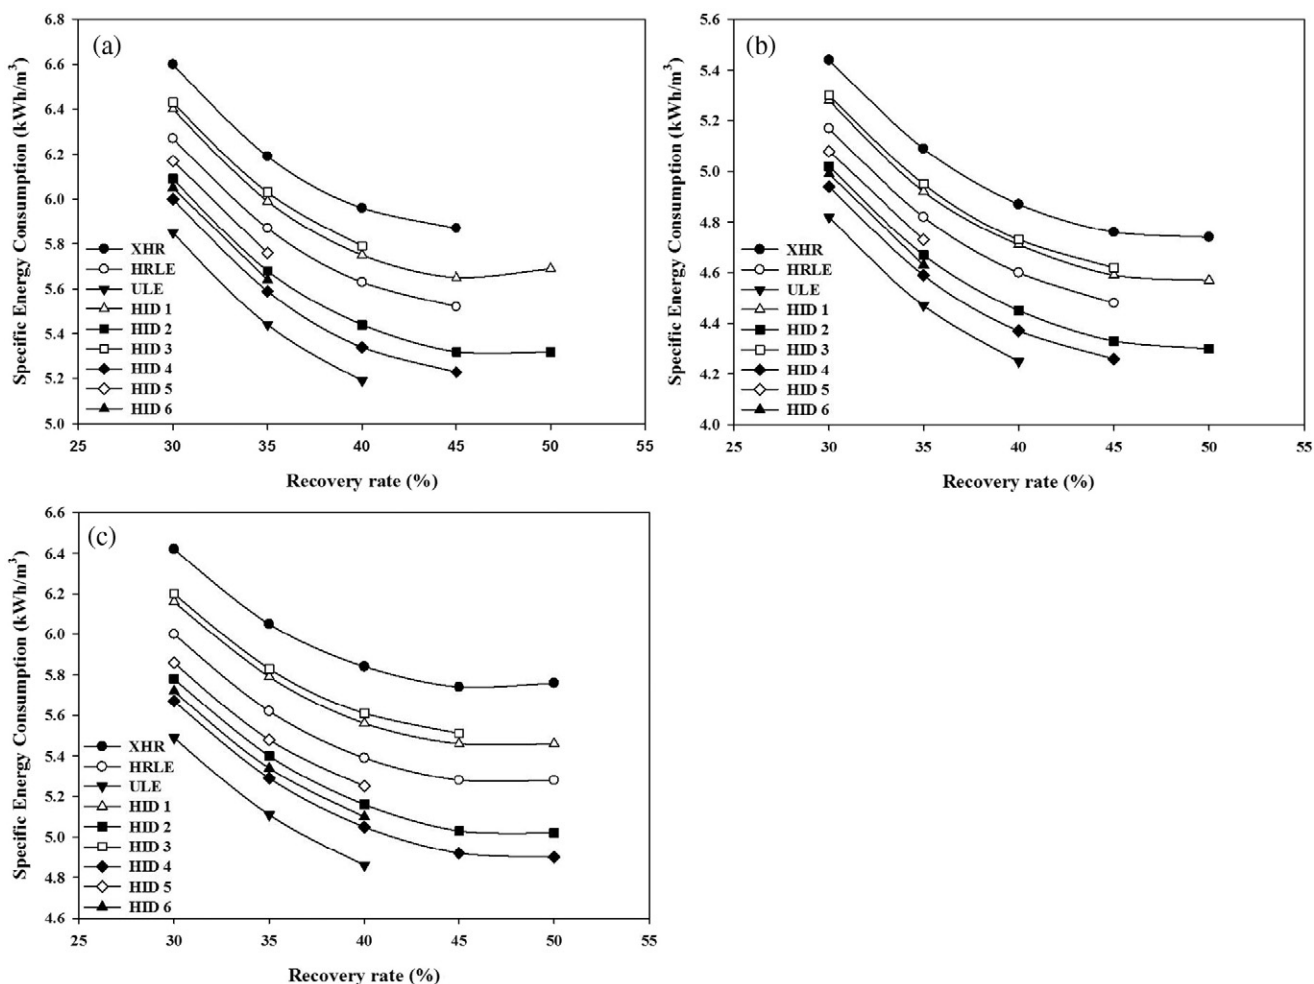 (a)
Specific Energy Consumption (kWh/m³)
6.8
6.6
6.4
6.2
6.0
5.8
5.6
5.4
5.2
5.0
XHR
HRLE
ULE
HID 1
HID 2
HID 3
HID 4
HID 5
HID 6
25 30 35 40 45 50 55
Recovery rate (%)
(b)
Specific Energy Consumption (kWh/m³)
5.6
5.4
5.2
5.0
4.8
4.6
4.4
4.2
4.0
XHR
HRLE
ULE
HID 1
HID 2
HID 3
HID 4
HID 5
HID 6
25 30 35 40 45 50 55
Recovery rate (%)
(c)
Specific Energy Consumption (kWh/m³)
6.6
6.4
6.2
6.0
5.8
5.6
5.4
5.2
5.0
4.8
4.6
XHR
HRLE
ULE
HID 1
HID 2
HID 3
HID 4
HID 5
HID 6
25 30 35 40 45 50 55
Recovery rate (%)